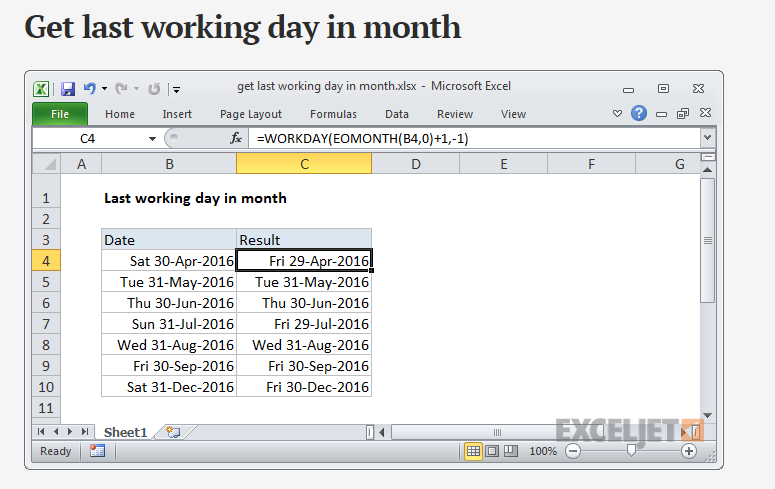 Get last working day in month
get last working day in month.xlsx - Microsoft Excel
File Home Insert Page Layout Formulas Data Review View
C4 fx =WORKDAY(EOMONTH(B4,0)+1,-1)
A B C D E F G
1 Last working day in month
2
3 Date Result
4 Sat 30-Apr-2016 Fri 29-Apr-2016
5 Tue 31-May-2016 Tue 31-May-2016
6 Thu 30-Jun-2016 Thu 30-Jun-2016
7 Sun 31-Jul-2016 Fri 29-Jul-2016
8 Wed 31-Aug-2016 Wed 31-Aug-2016
9 Fri 30-Sep-2016 Fri 30-Sep-2016
10 Sat 31-Dec-2016 Fri 30-Dec-2016
11
Sheet1 EXCELJET
Ready 100%